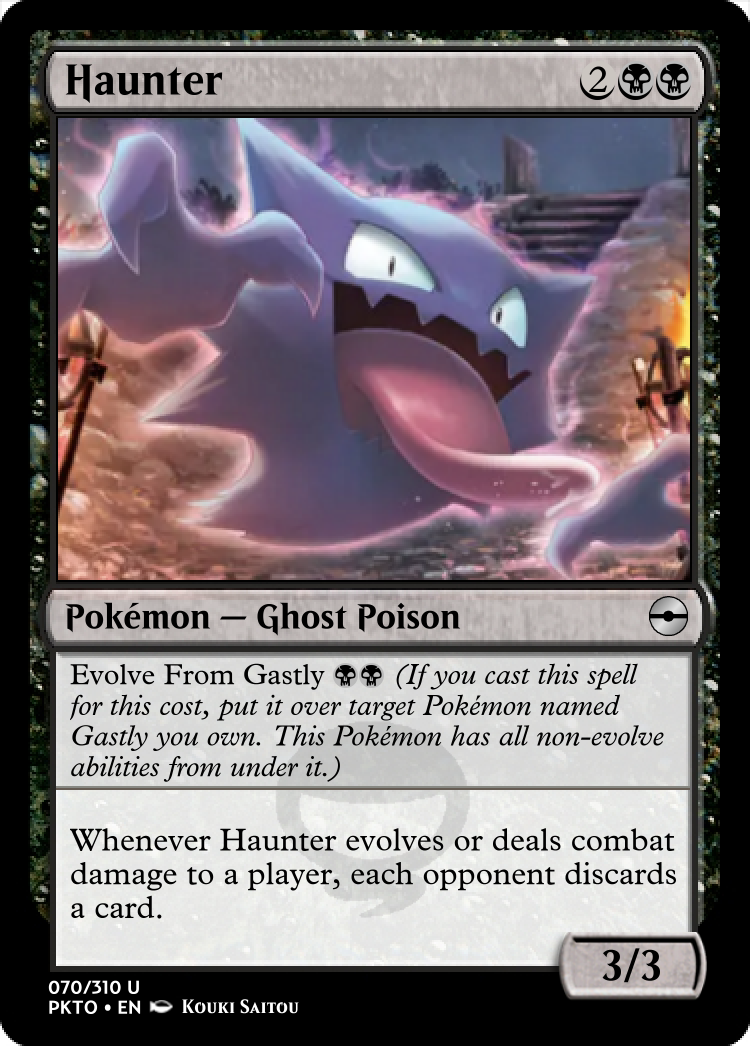 Haunter 2
Pokémon — Ghost Poison
Evolve From Gastly (If you cast this spell
for this cost, put it over target Pokémon named
Gastly you own. This Pokémon has all non-evolve
abilities from under it.)
Whenever Haunter evolves or deals combat
damage to a player, each opponent discards
a card.
3/3
070/310 U
PKTO • EN Kouki Saitou